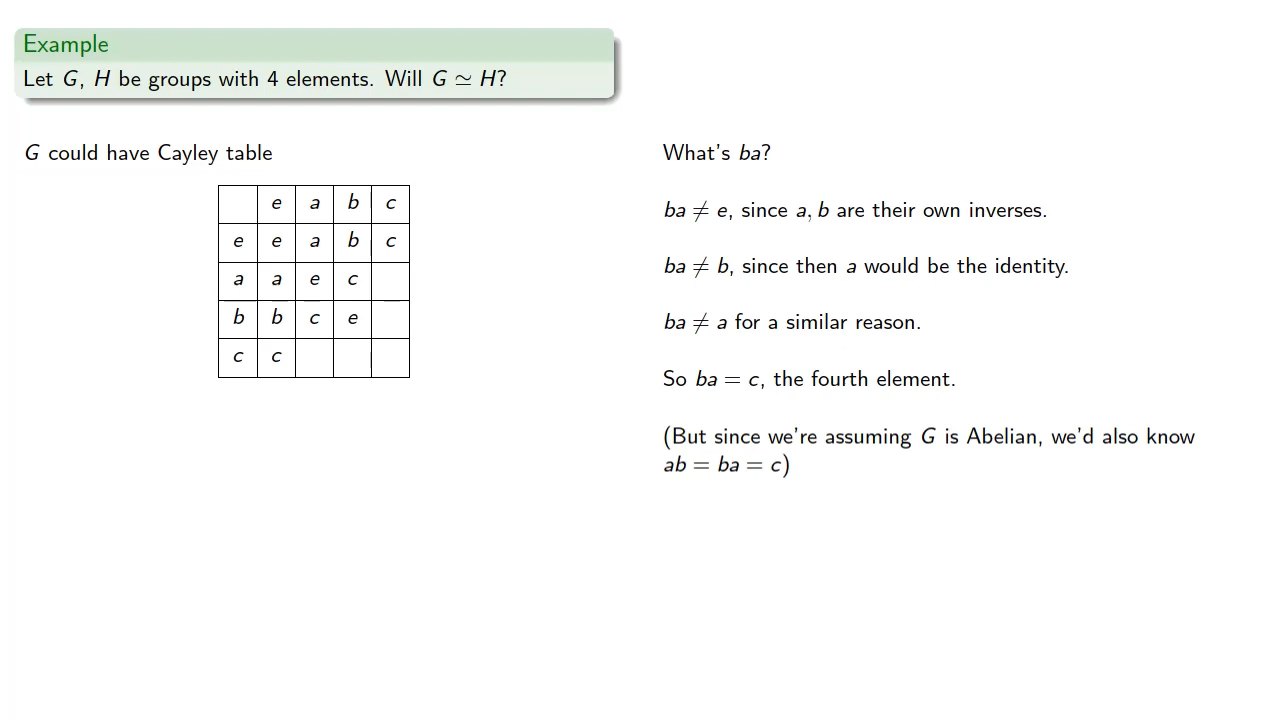 Example
Let G, H be groups with 4 elements. Will G ≃ H?
G could have Cayley table
e a b c
e e a b c
a a e c
b b c e
c c
What's ba?
ba ≠ e, since a, b are their own inverses.
ba ≠ b, since then a would be the identity.
ba ≠ a for a similar reason.
So ba = c, the fourth element.
(But since we're assuming G is Abelian, we'd also know
ab = ba = c)